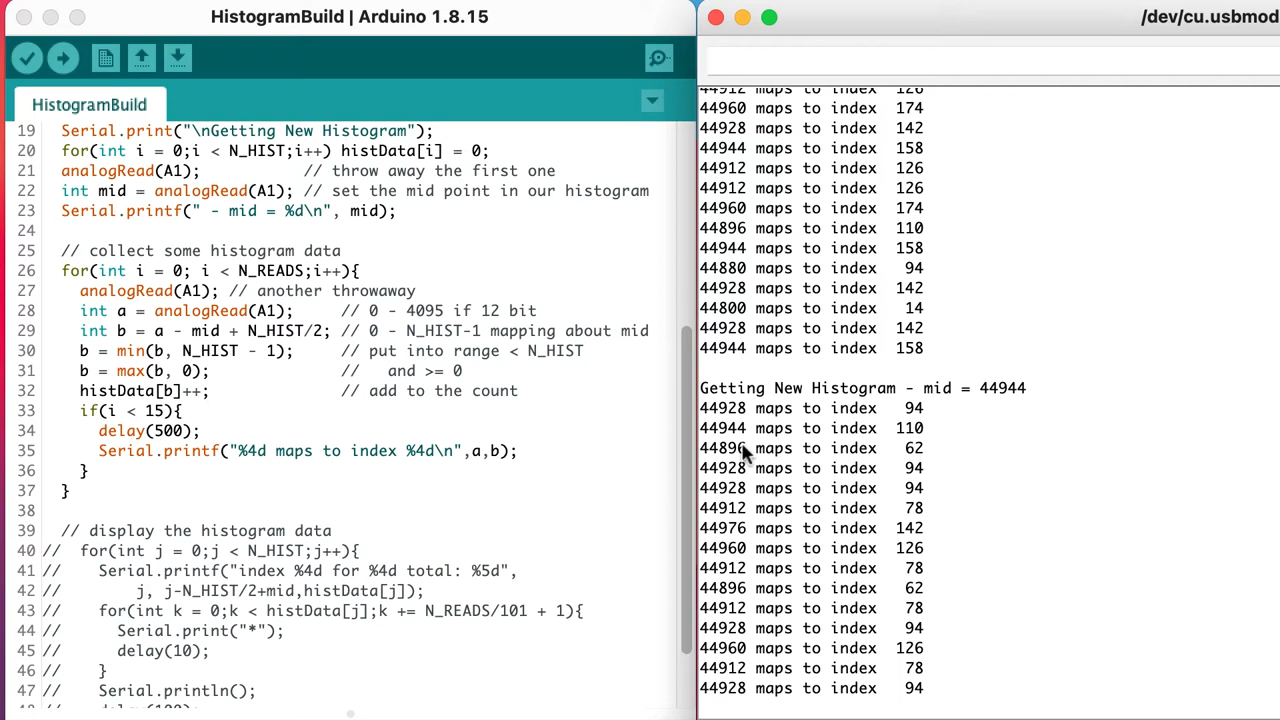 HistogramBuild | Arduino 1.8.15
HistogramBuild
19 Serial.print("\nGetting New Histogram");
20 for(int i = 0;i < N_HIST;i++) histData[i] = 0;
21 analogRead(A1); // throw away the first one
22 int mid = analogRead(A1); // set the mid point in our histogram
23 Serial.printf(" - mid = %d\n", mid);
24
25 // collect some histogram data
26 for(int i = 0; i < N_READS;i++){
27 analogRead(A1); // another throwaway
28 int a = analogRead(A1); // 0 - 4095 if 12 bit
29 int b = a - mid + N_HIST/2; // 0 - N_HIST-1 mapping about mid
30 b = min(b, N_HIST - 1); // put into range < N_HIST
31 b = max(b, 0); // and >= 0
32 histData[b]++; // add to the count
33 if(i < 15){
34 delay(500);
35 Serial.printf("%4d maps to index %4d\n",a,b);
36 }
37 }
38
39 // display the histogram data
40 // for(int j = 0;j < N_HIST;j++){
41 // Serial.printf("index %4d for %4d total: %5d",
42 // j, j-N_HIST/2+mid,histData[j]);
43 // for(int k = 0;k < histData[j];k += N_READS/101 + 1){
44 // Serial.print("*");
45 // delay(10);
46 // }
47 // Serial.println();
48 // delay(100);
/dev/cu.usbmod
44912 maps to index 126
44960 maps to index 174
44928 maps to index 142
44944 maps to index 158
44912 maps to index 126
44912 maps to index 126
44960 maps to index 174
44896 maps to index 110
44944 maps to index 158
44880 maps to index 94
44928 maps to index 142
44800 maps to index 14
44928 maps to index 142
44944 maps to index 158
Getting New Histogram - mid = 44944
44928 maps to index 94
44944 maps to index 110
44896 maps to index 62
44928 maps to index 94
44928 maps to index 94
44912 maps to index 78
44976 maps to index 142
44960 maps to index 126
44912 maps to index 78
44896 maps to index 62
44912 maps to index 78
44928 maps to index 94
44960 maps to index 126
44912 maps to index 78
44928 maps to index 94